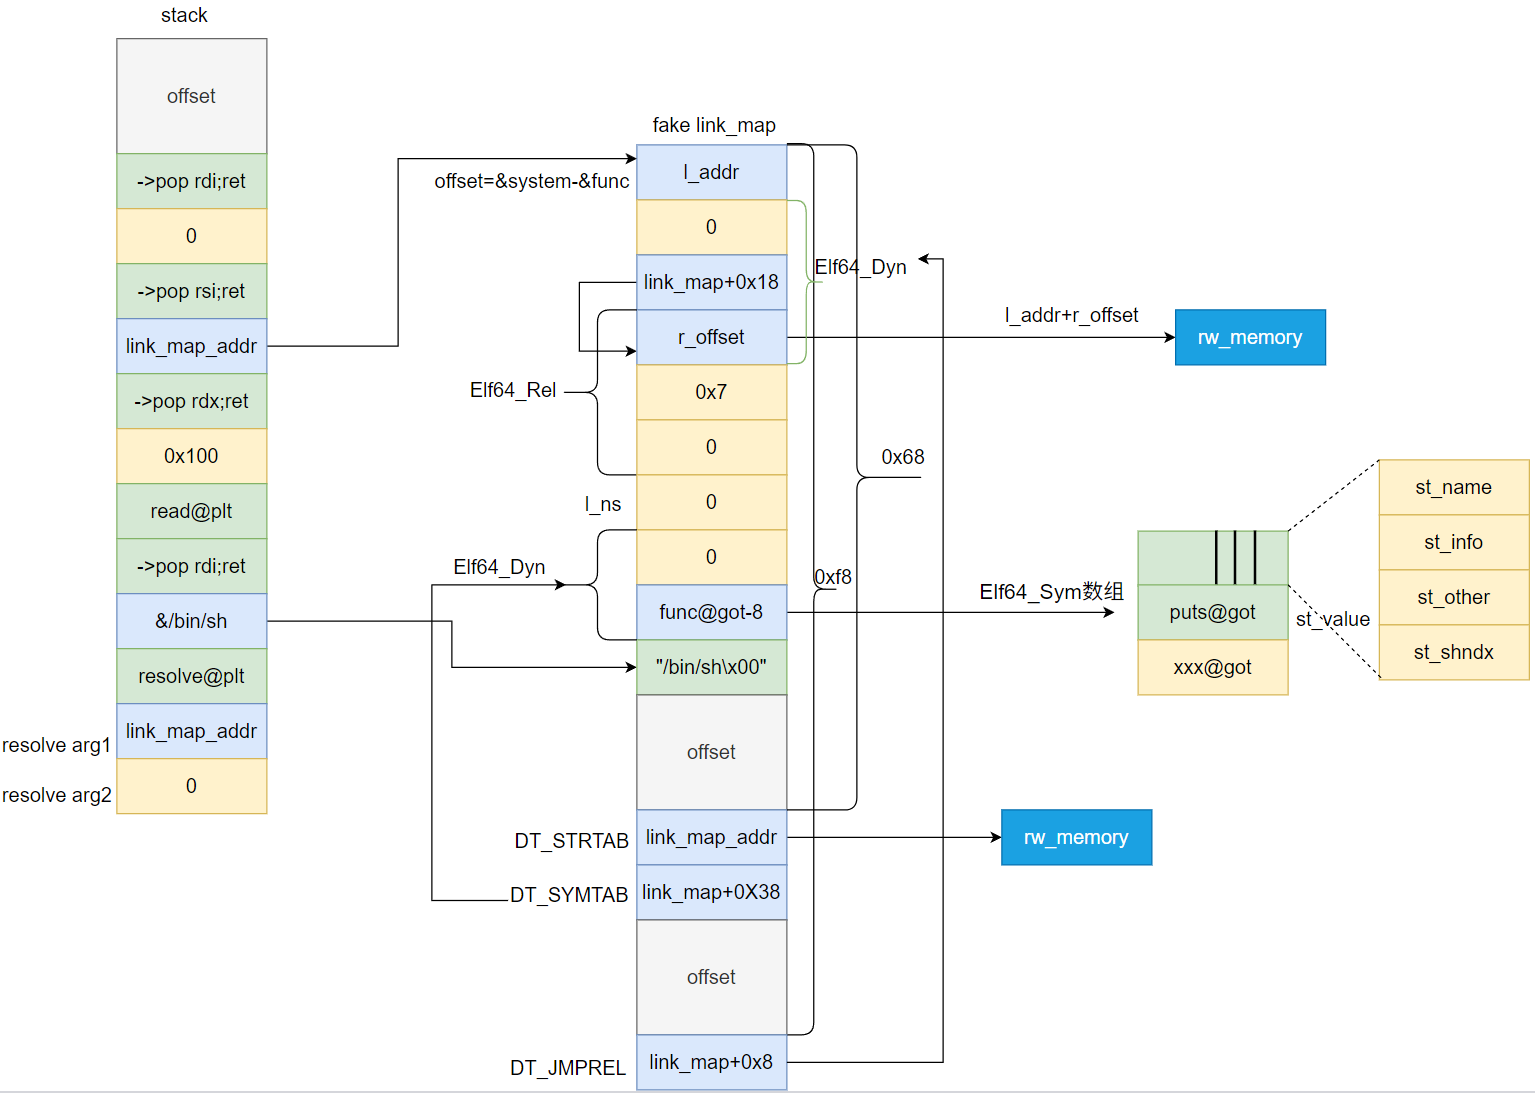 stack
offset
->pop rdi;ret
0
->pop rsi;ret
link_map_addr
->pop rdx;ret
0x100
read@plt
->pop rdi;ret
&/bin/sh
resolve@plt
resolve arg1
link_map_addr
resolve arg2
0
fake link_map
offset=&system-&func
l_addr
0
Elf64_Dyn
link_map+0x18
r_offset
l_addr+r_offset
rw_memory
Elf64_Rel
0x7
0
0x68
l_ns
0
0
Elf64_Dyn
0xf8
func@got-8
Elf64_Sym数组
"/bin/sh\x00"
offset
DT_STRTAB
link_map_addr
rw_memory
DT_SYMTAB
link_map+0X38
offset
DT_JMPREL
link_map+0x8
puts@got
st_value
xxx@got
st_name
st_info
st_other
st_shndx